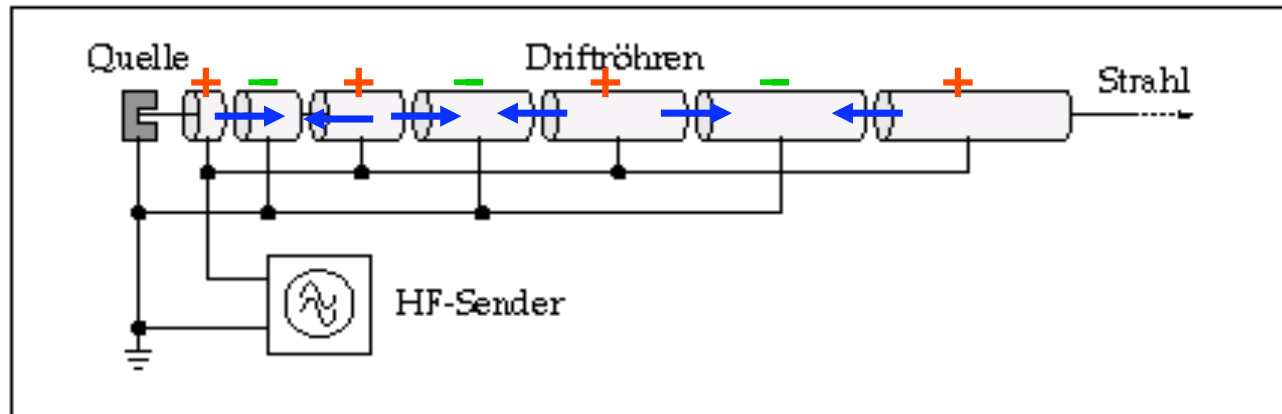 Quelle
Driftröhren
+ − + − + − +
Strahl
HF-Sender